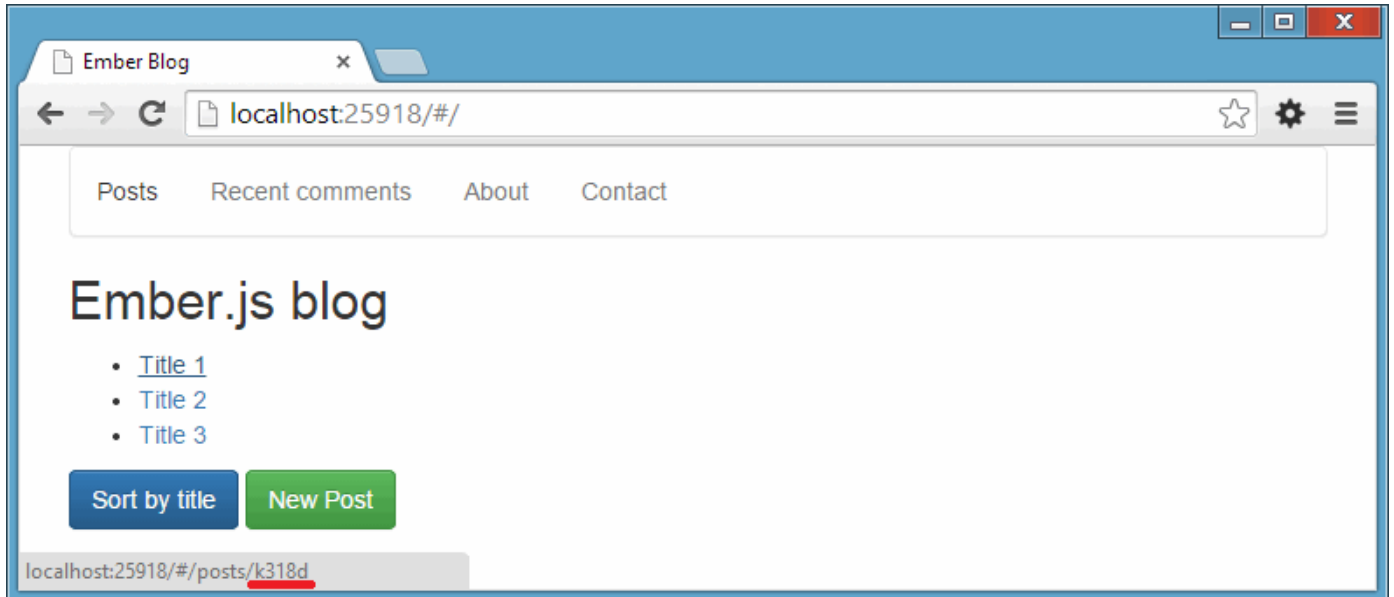 Ember Blog
localhost:25918/#/
Posts Recent comments About Contact
Ember.js blog
Title 1
Title 2
Title 3
Sort by title New Post
localhost:25918/#/posts/k318d